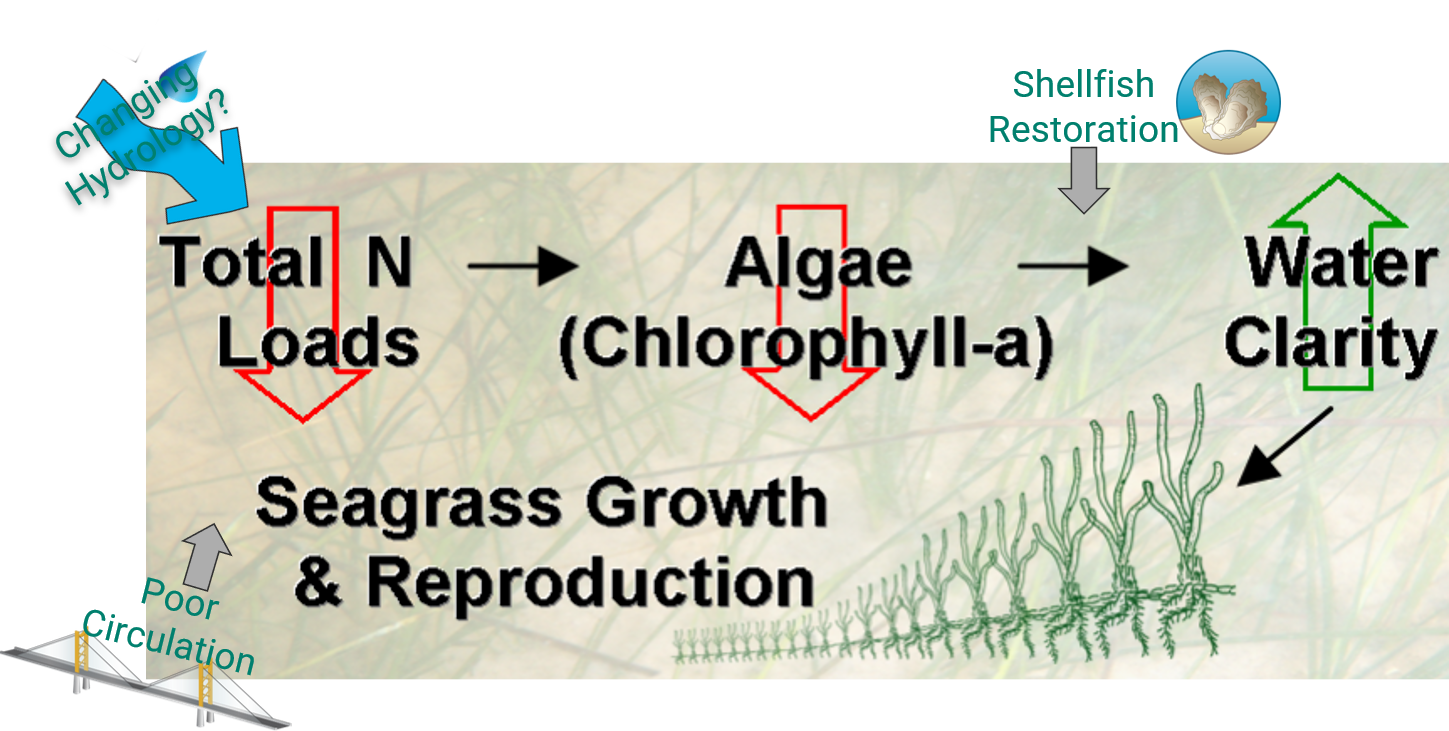 Changing
Hydrology?
Shellfish
Restoration
Total N
Loads
Algae
(Chlorophyll-a)
Water
Clarity
Seagrass Growth
& Reproduction
Poor
Circulation